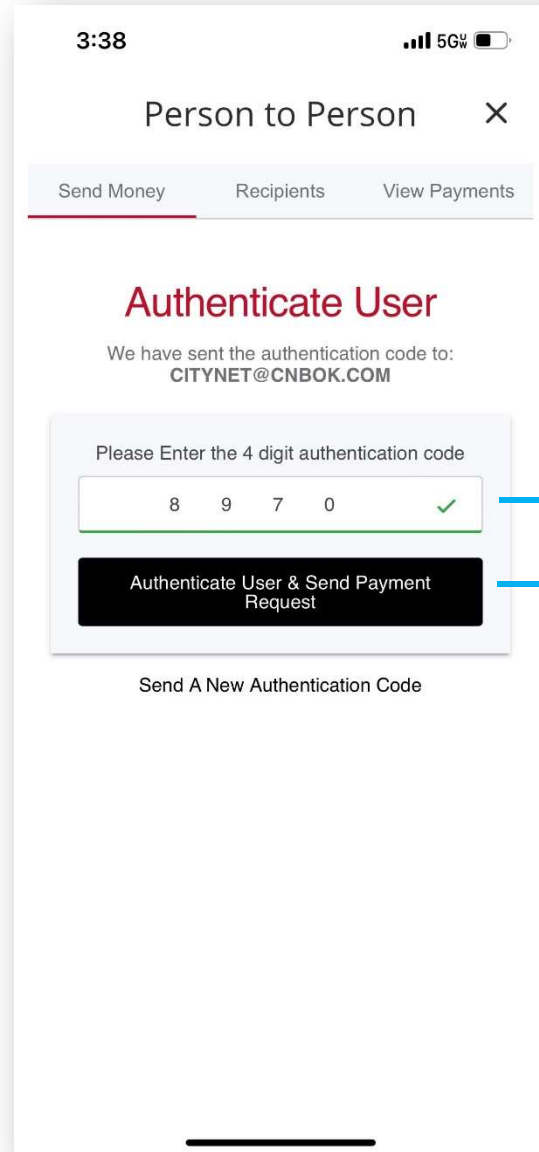 3:38 5GUW
Person to Person ×
Send Money Recipients View Payments
Authenticate User
We have sent the authentication code to:
CITYNET@CNBOK.COM
Please Enter the 4 digit authentication code
8 9 7 0
Authenticate User & Send Payment
Request
Send A New Authentication Code